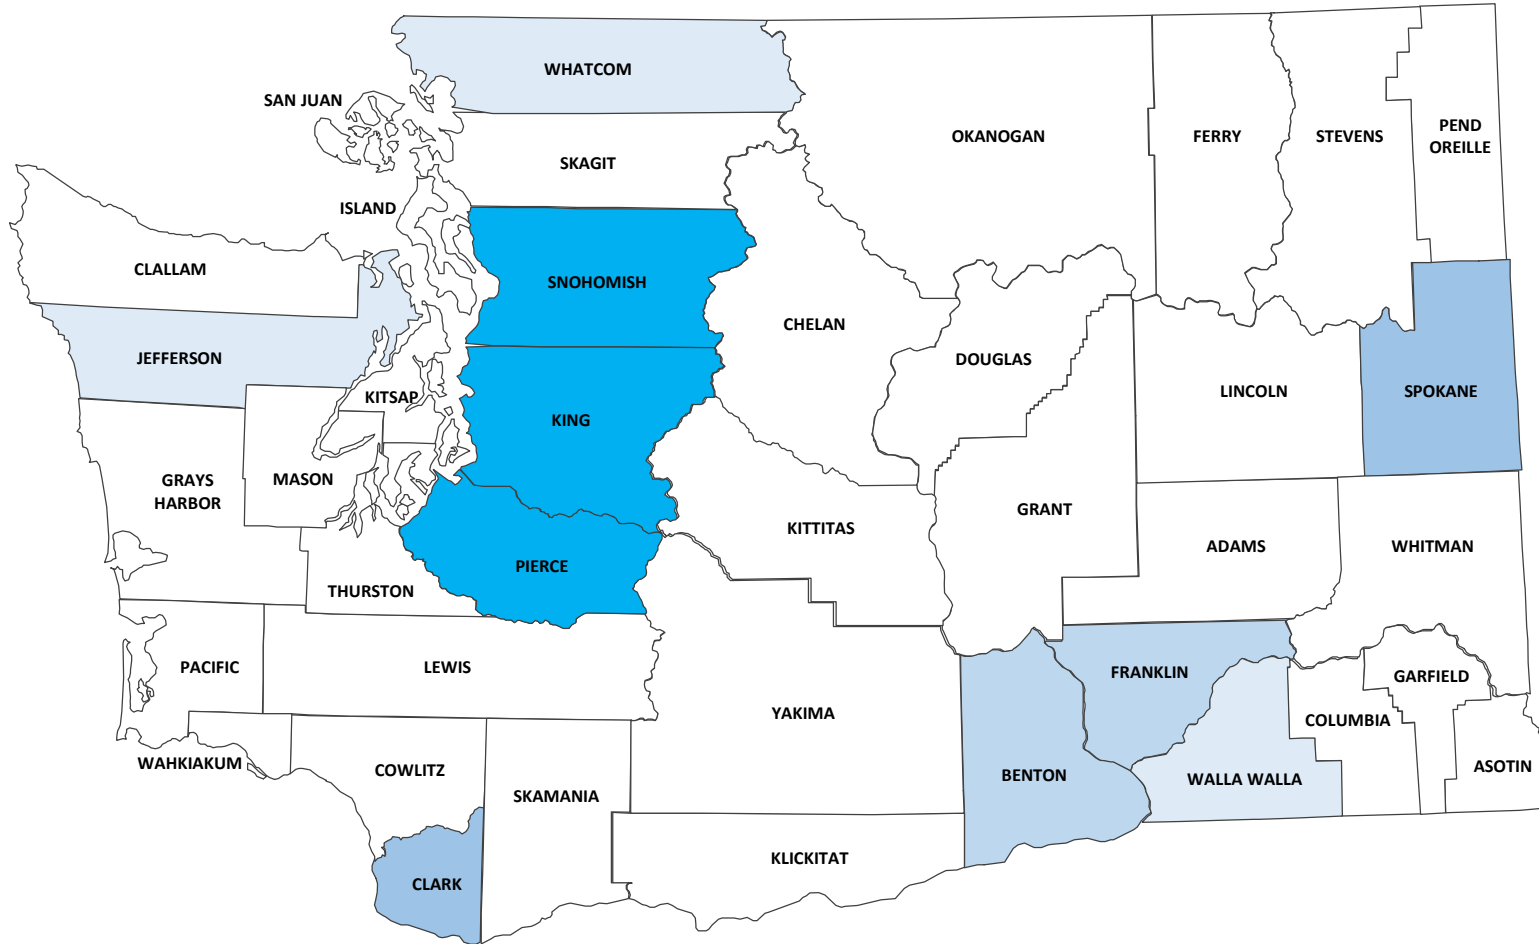 WHATCOM
SAN JUAN
OKANOGAN
FERRY
STEVENS
PEND
OREILLE
SKAGIT
ISLAND
CLALLAM
SNOHOMISH
CHELAN
JEFFERSON
DOUGLAS
LINCOLN
SPOKANE
KITSAP
KING
GRAYS
HARBOR
MASON
GRANT
KITTITAS
ADAMS
WHITMAN
PIERCE
THURSTON
PACIFIC
LEWIS
FRANKLIN
GARFIELD
YAKIMA
COLUMBIA
WAHKIAKUM
COWLITZ
BENTON
WALLA WALLA
ASOTIN
SKAMANIA
KLICKITAT
CLARK